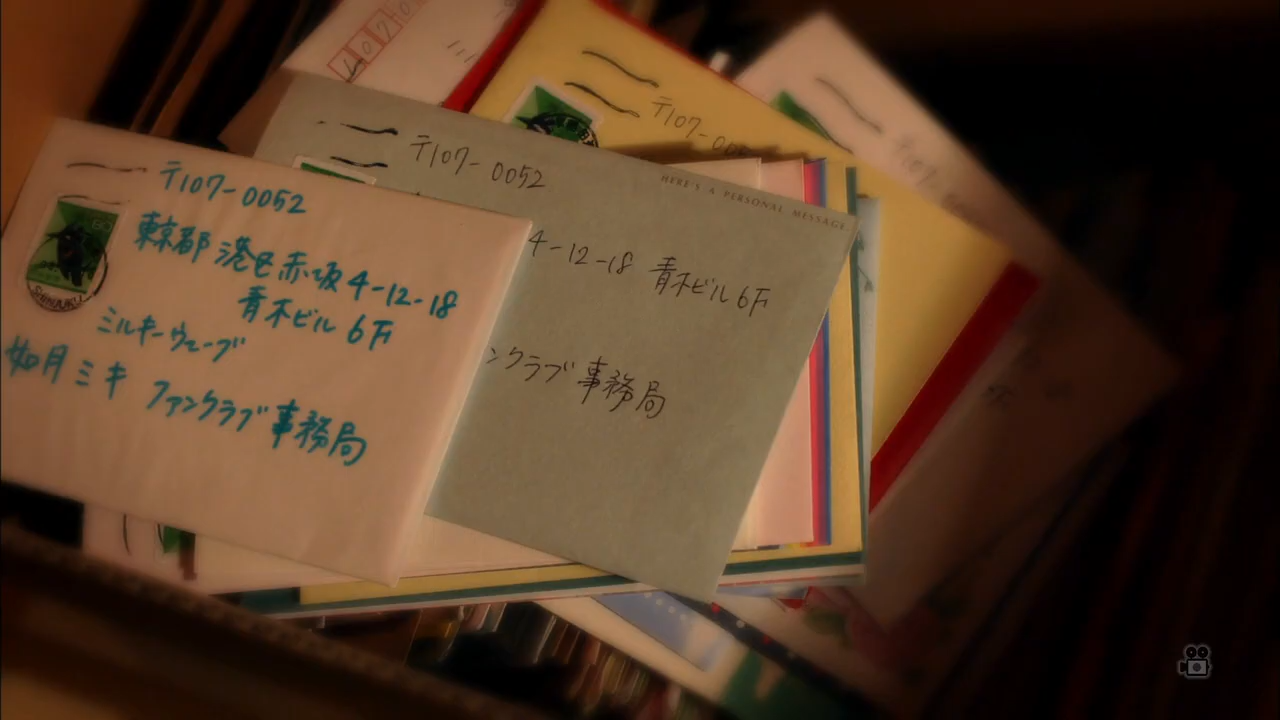 〒107-0052
東京都港区赤坂4-12-18
青木ビル6F
ミルキーウェーブ
如月ミキ ファンクラブ事務局
SHINJUKU
〒107-0052
HERE'S A PERSONAL MESSAGE
4-12-18 青木ビル6F
ンクラブ事務局
〒107-005